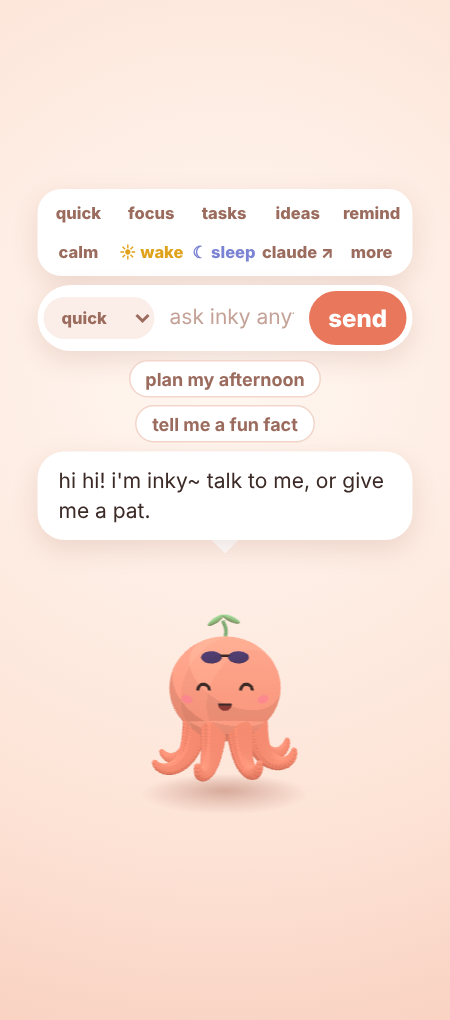 quick focus tasks ideas remind
calm ☀ wake ☾ sleep claude ↗ more
quick ask inky any send
plan my afternoon
tell me a fun fact
hi hi! i'm inky~ talk to me, or give
me a pat.